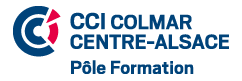 CCI COLMAR
CENTRE-ALSACE
Pôle Formation